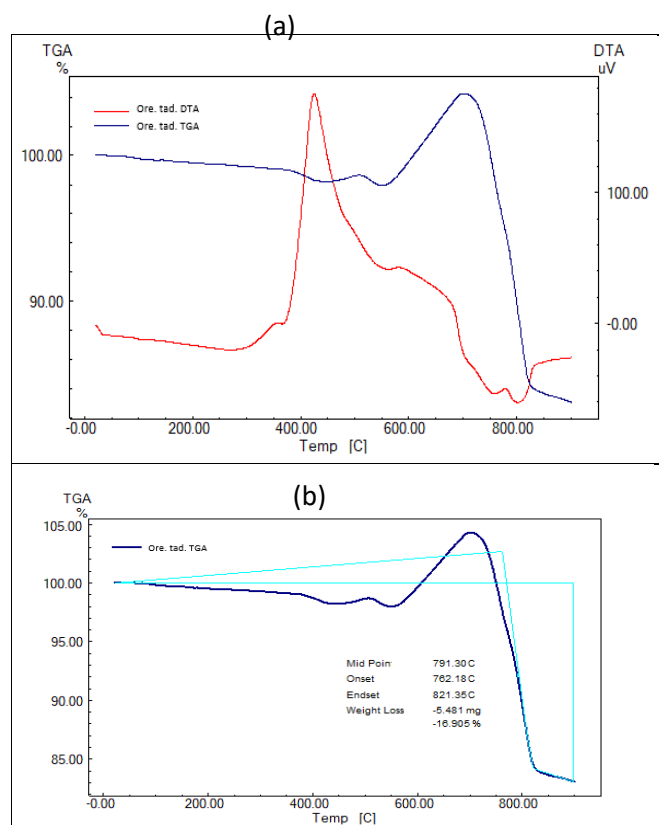 (a)
TGA
%
DTA
uV
Ore. tad. DTA
Ore. tad. TGA
100.00
100.00
90.00
-0.00
-0.00
200.00
400.00
600.00
800.00
Temp [C]
(b)
TGA
%
105.00
Ore. tad. TGA
100.00
95.00
Mid Point 791.30C
Onset 762.18C
Endset 821.35C
Weight Loss -5.481 mg
-16.905 %
90.00
85.00
-0.00
200.00
400.00
600.00
800.00
Temp [C]